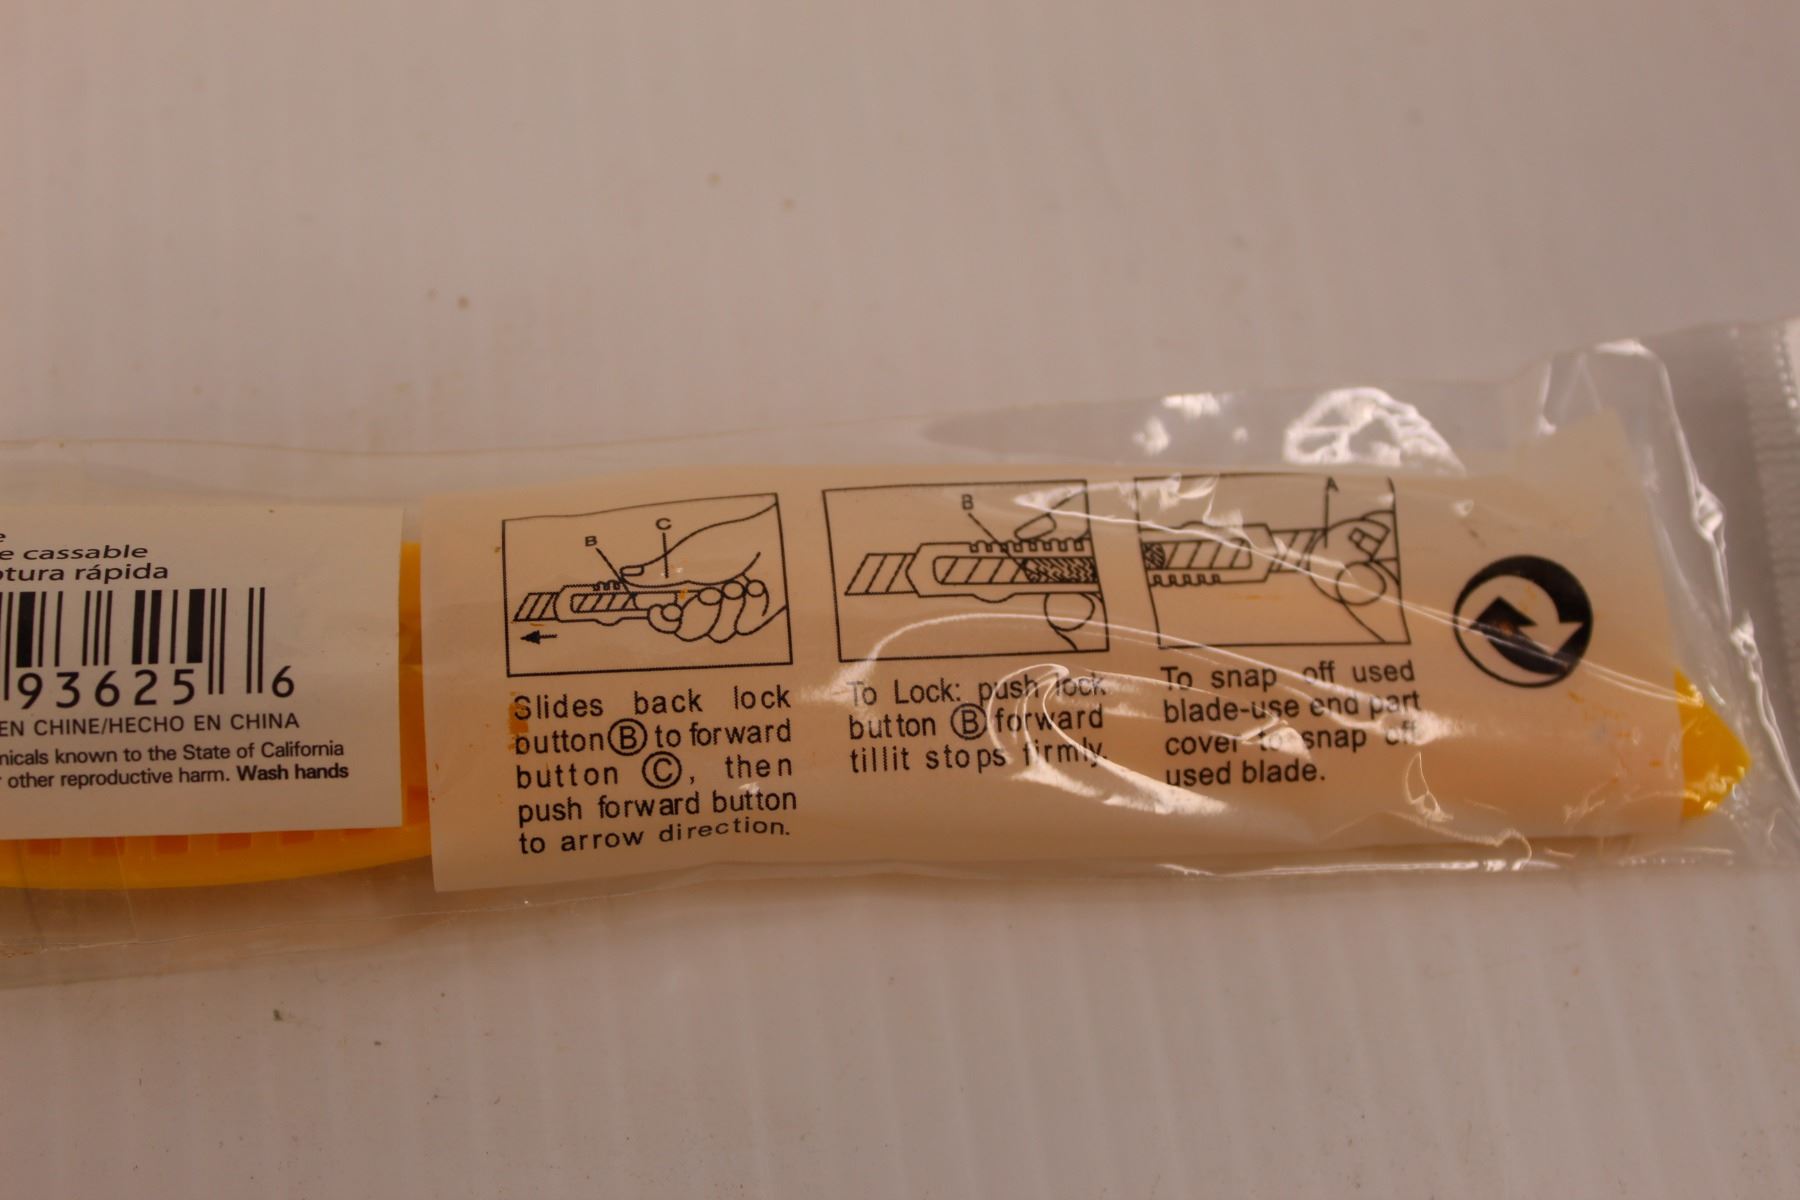 e
e cassable
otura rápida
93625 6
EN CHINE/HECHO EN CHINA
nicals known to the State of California
r other reproductive harm. Wash hands
B
C
Slides back lock
button Ⓑ to forward
button Ⓒ, then
push forward button
to arrow direction.
B
To Lock: push lock
button Ⓑ forward
tillit stops firmly.
A
To snap off used
blade-use end part
cover to snap off
used blade.